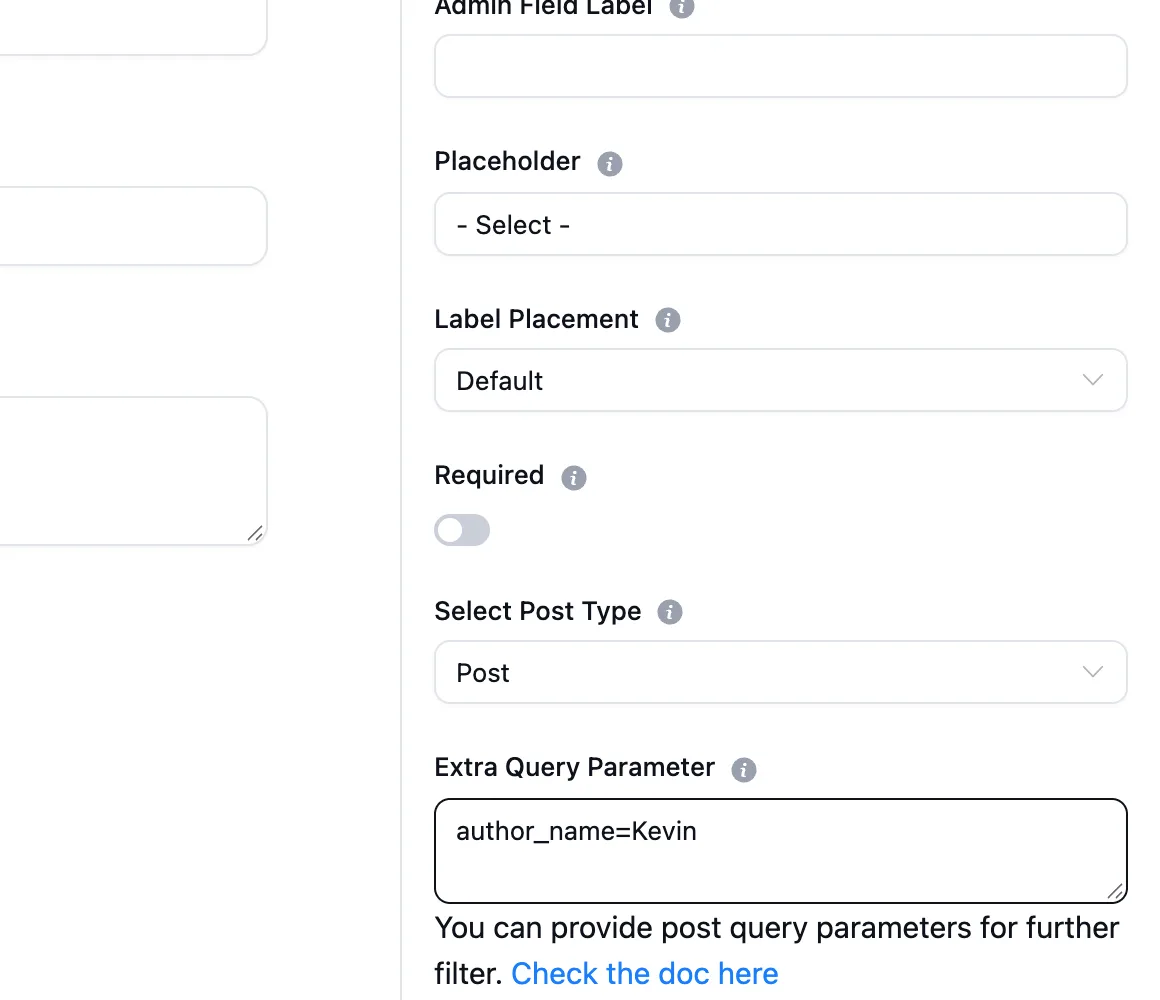 Admin Field Label
Placeholder
- Select -
Label Placement
Default
Required
Select Post Type
Post
Extra Query Parameter
author_name=Kevin
You can provide post query parameters for further
filter. Check the doc here